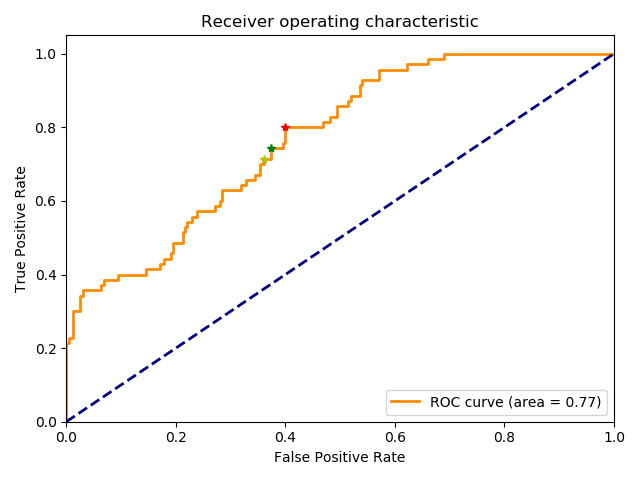 Receiver operating characteristic
True Positive Rate
1.0
0.8
0.6
0.4
0.2
0.0
0.0 0.2 0.4 0.6 0.8 1.0
False Positive Rate
ROC curve (area = 0.77)